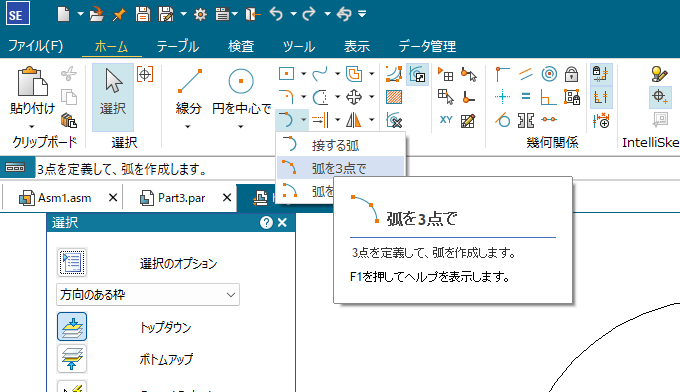 SE
ファイル(F) ホーム テーブル 検査 ツール 表示 データ管理
貼り付け 選択 線分 円を中心で XY
クリップボード 選択 幾何関係 IntelliSke
接する弧
3点を定義して、弧を作成します。 弧を3点で
Asm1.asm Part3.par 弧を
選択
弧を3点で
選択のオプション 3点を定義して、弧を作成します。
方向のある枠 F1を押してヘルプを表示します。
トップダウン
ボトムアップ